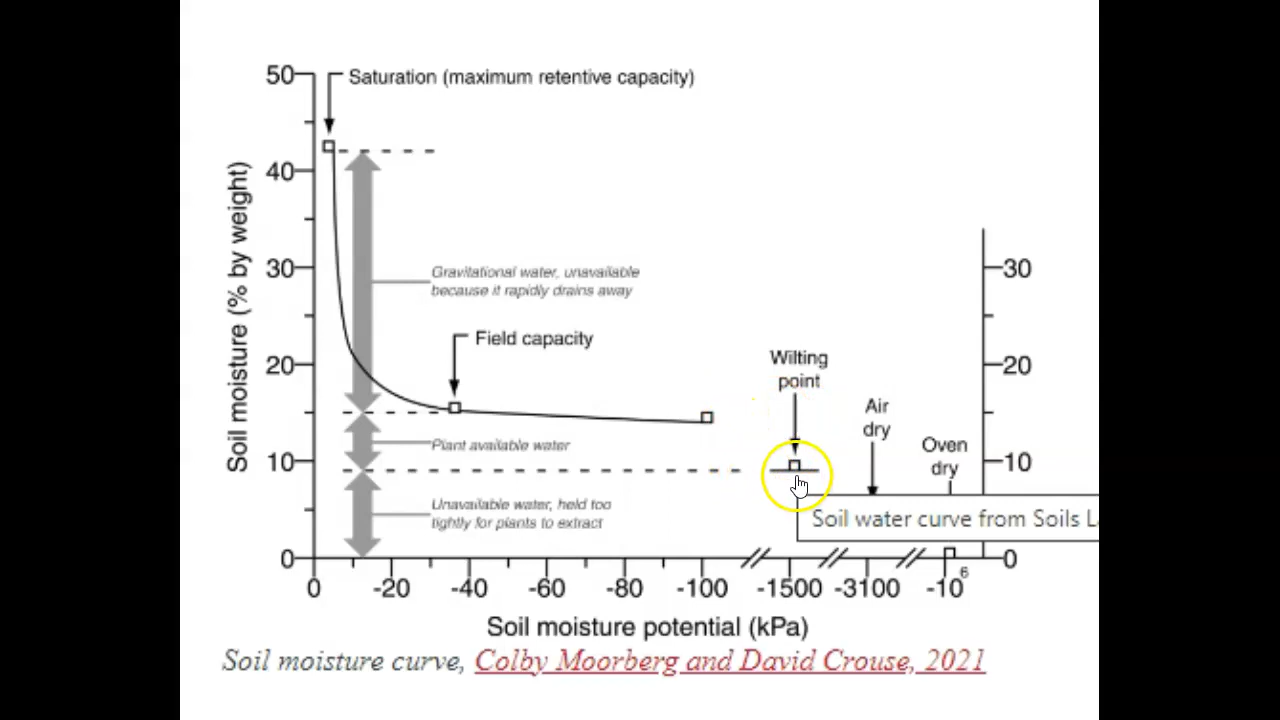 50
Saturation (maximum retentive capacity)
40
30
20
10
0
Soil moisture (% by weight)
Gravitational water, unavailable
because it rapidly drains away
Field capacity
Plant available water
Unavailable water, held too
tightly for plants to extract
Wilting
point
Air
dry
Oven
dry
30
20
10
0
Soil water curve from Soils
0 -20 -40 -60 -80 -100 -1500 -3100 -10⁶
Soil moisture potential (kPa)
Soil moisture curve, Colby Moorberg and David Crouse, 2021